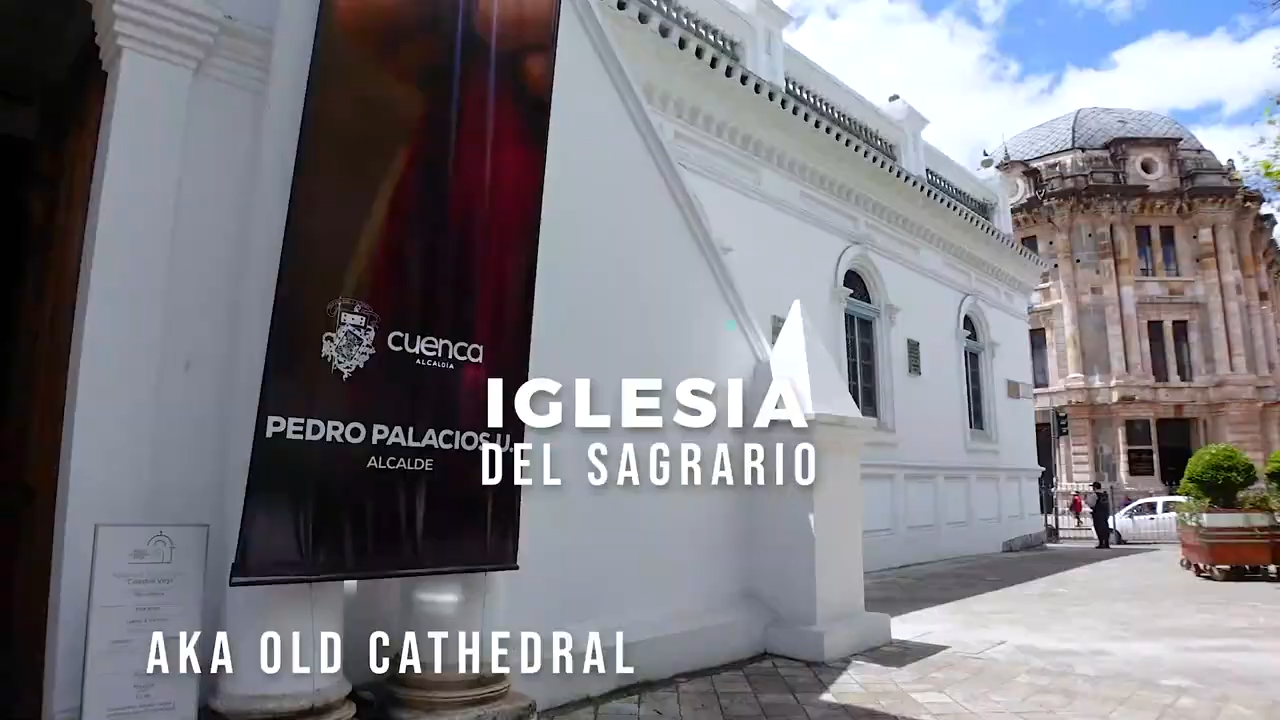 cuenca
ALCALDÍA
PEDRO PALACIOS U.
ALCALDE
IGLESIA
DEL SAGRARIO
AKA OLD CATHEDRAL